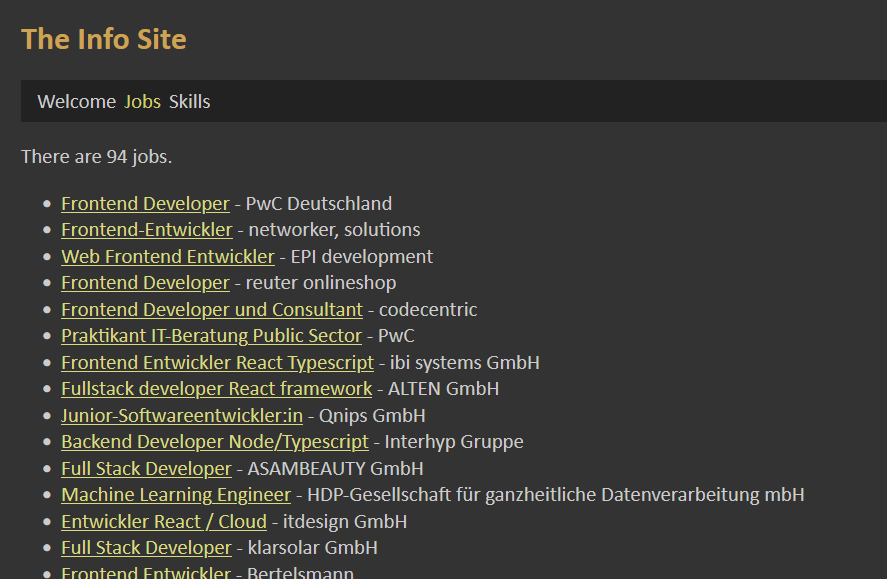 The Info Site
Welcome Jobs Skills
There are 94 jobs.
Frontend Developer - PwC Deutschland
Frontend-Entwickler - networker, solutions
Web Frontend Entwickler - EPI development
Frontend Developer - reuter onlineshop
Frontend Developer und Consultant - codecentric
Praktikant IT-Beratung Public Sector - PwC
Frontend Entwickler React Typescript - ibi systems GmbH
Fullstack developer React framework - ALTEN GmbH
Junior-Softwareentwickler:in - Qnips GmbH
Backend Developer Node/Typescript - Interhyp Gruppe
Full Stack Developer - ASAMBEAUTY GmbH
Machine Learning Engineer - HDP-Gesellschaft für ganzheitliche Datenverarbeitung mbH
Entwickler React / Cloud - itdesign GmbH
Full Stack Developer - klarsolar GmbH
Frontend Entwickler - Bertelsmann